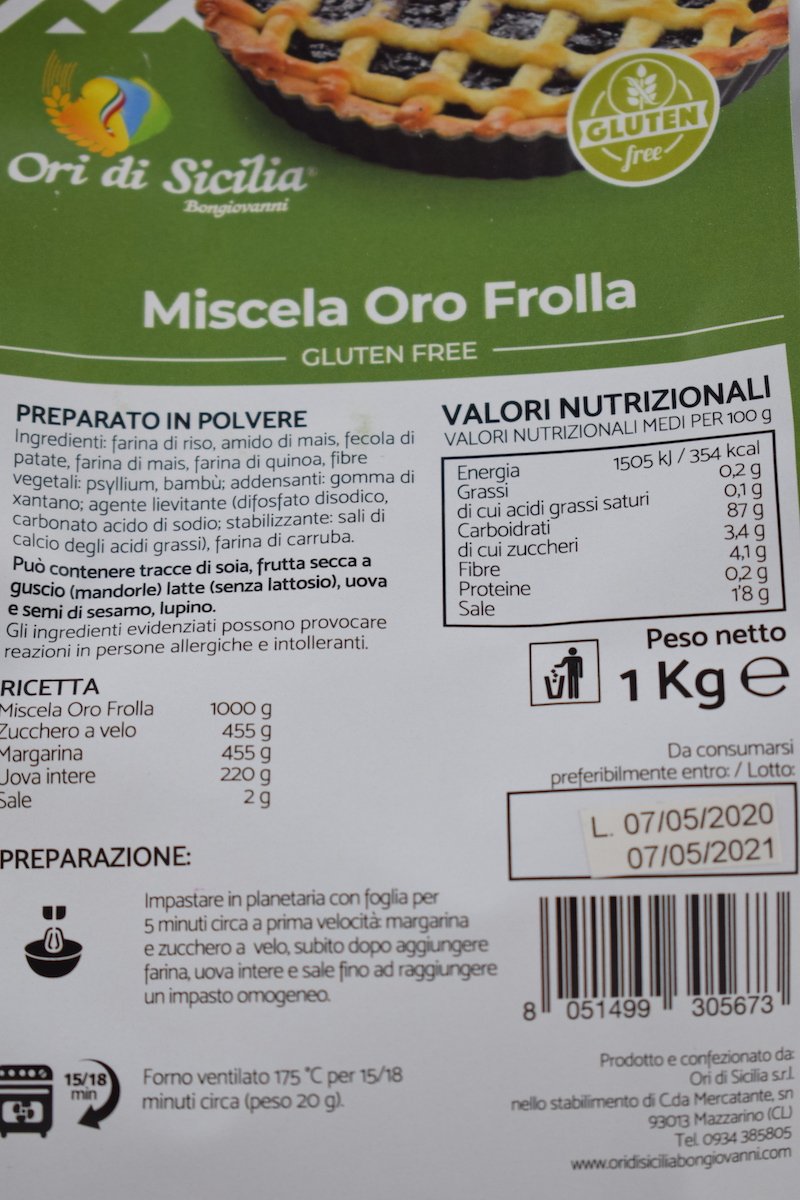 Ori di Sicilia®
Bongiovanni
GLUTEN
free
Miscela Oro Frolla
GLUTEN FREE
PREPARATO IN POLVERE
Ingredienti: farina di riso, amido di mais, fecola di
patate, farina di mais, farina di quinoa, fibre
vegetali: psyllium, bambù; addensanti: gomma di
xantano; agente lievitante (difosfato disodico,
carbonato acido di sodio; stabilizzante: sali di
calcio degli acidi grassi), farina di carruba.
Può contenere tracce di soia, frutta secca a
guscio (mandorle) latte (senza lattosio), uova
e semi di sesamo, lupino.
Gli ingredienti evidenziati possono provocare
reazioni in persone allergiche e intolleranti.
VALORI NUTRIZIONALI
VALORI NUTRIZIONALI MEDI PER 100 g
Energia 1505 kJ / 354 kcal
Grassi 0,2 g
di cui acidi grassi saturi 0,1 g
Carboidrati 87 g
di cui zuccheri 3,4 g
Fibre 4,1 g
Proteine 0,2 g
Sale 1'8 g
Peso netto
1 Kg e
RICETTA
Miscela Oro Frolla 1000 g
Zucchero a velo 455 g
Margarina 455 g
Uova intere 220 g
Sale 2 g
Da consumarsi
preferibilmente entro: / Lotto:
L. 07/05/2020
07/05/2021
PREPARAZIONE:
Impastare in planetaria con foglia per
5 minuti circa a prima velocità: margarina
e zucchero a velo, subito dopo aggiungere
farina, uova intere e sale fino ad raggiungere
un impasto omogeneo.
8 051499 305673
15/18
min
Forno ventilato 175 °C per 15/18
minuti circa (peso 20 g).
Prodotto e confezionato da:
Ori di Sicilia s.r.l.
nello stabilimento di C.da Mercatante, sn
93013 Mazzarino (CL)
Tel. 0934 385805
www.oridisiciliabongiovanni.com